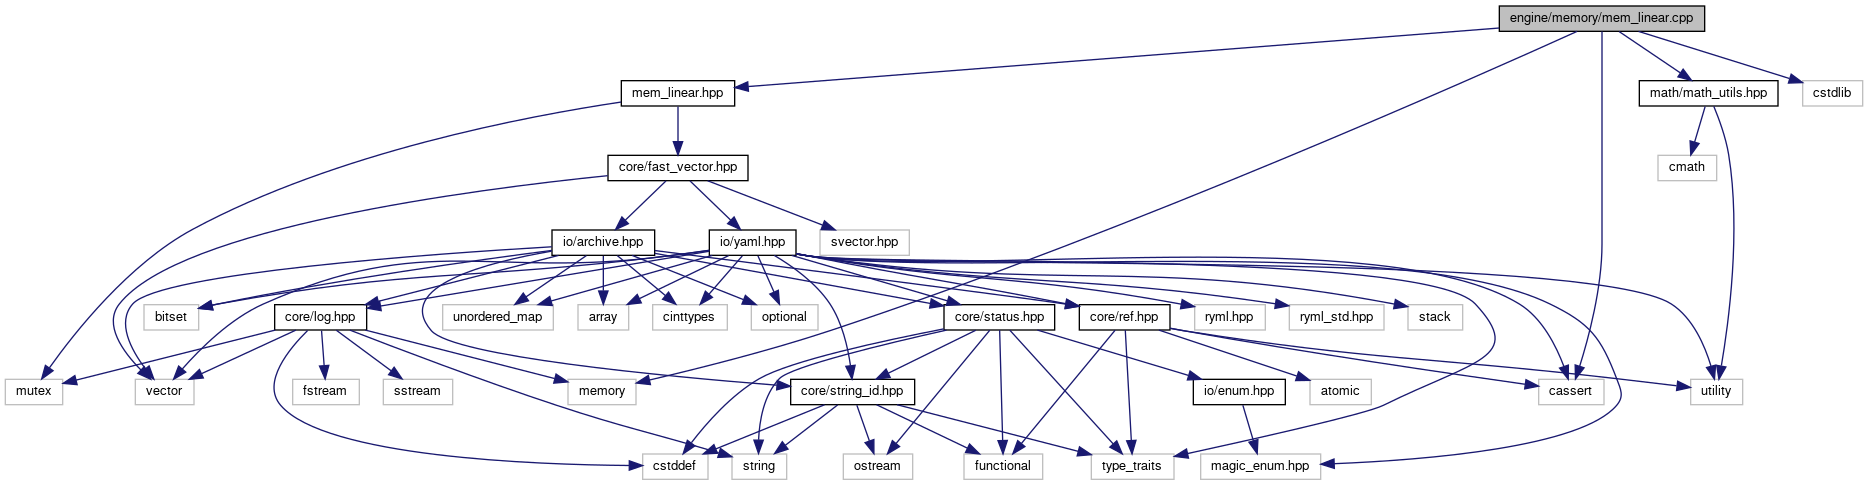 engine/memory/mem_linear.cpp
mem_linear.hpp
math/math_utils.hpp
cstdlib
core/fast_vector.hpp
cmath
io/archive.hpp
io/yaml.hpp
svector.hpp
bitset
core/log.hpp
unordered_map
array
cinttypes
optional
core/status.hpp
core/ref.hpp
ryml.hpp
ryml_std.hpp
stack
mutex
vector
fstream
sstream
memory
core/string_id.hpp
io/enum.hpp
atomic
cassert
utility
cstddef
string
ostream
functional
type_traits
magic_enum.hpp